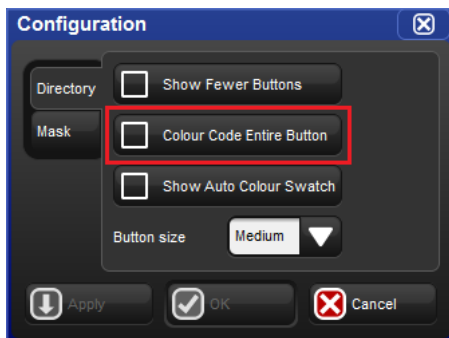 Configuration
Directory
Show Fewer Buttons
Mask
Colour Code Entire Button
Show Auto Colour Swatch
Button size
Medium
Apply
OK
Cancel